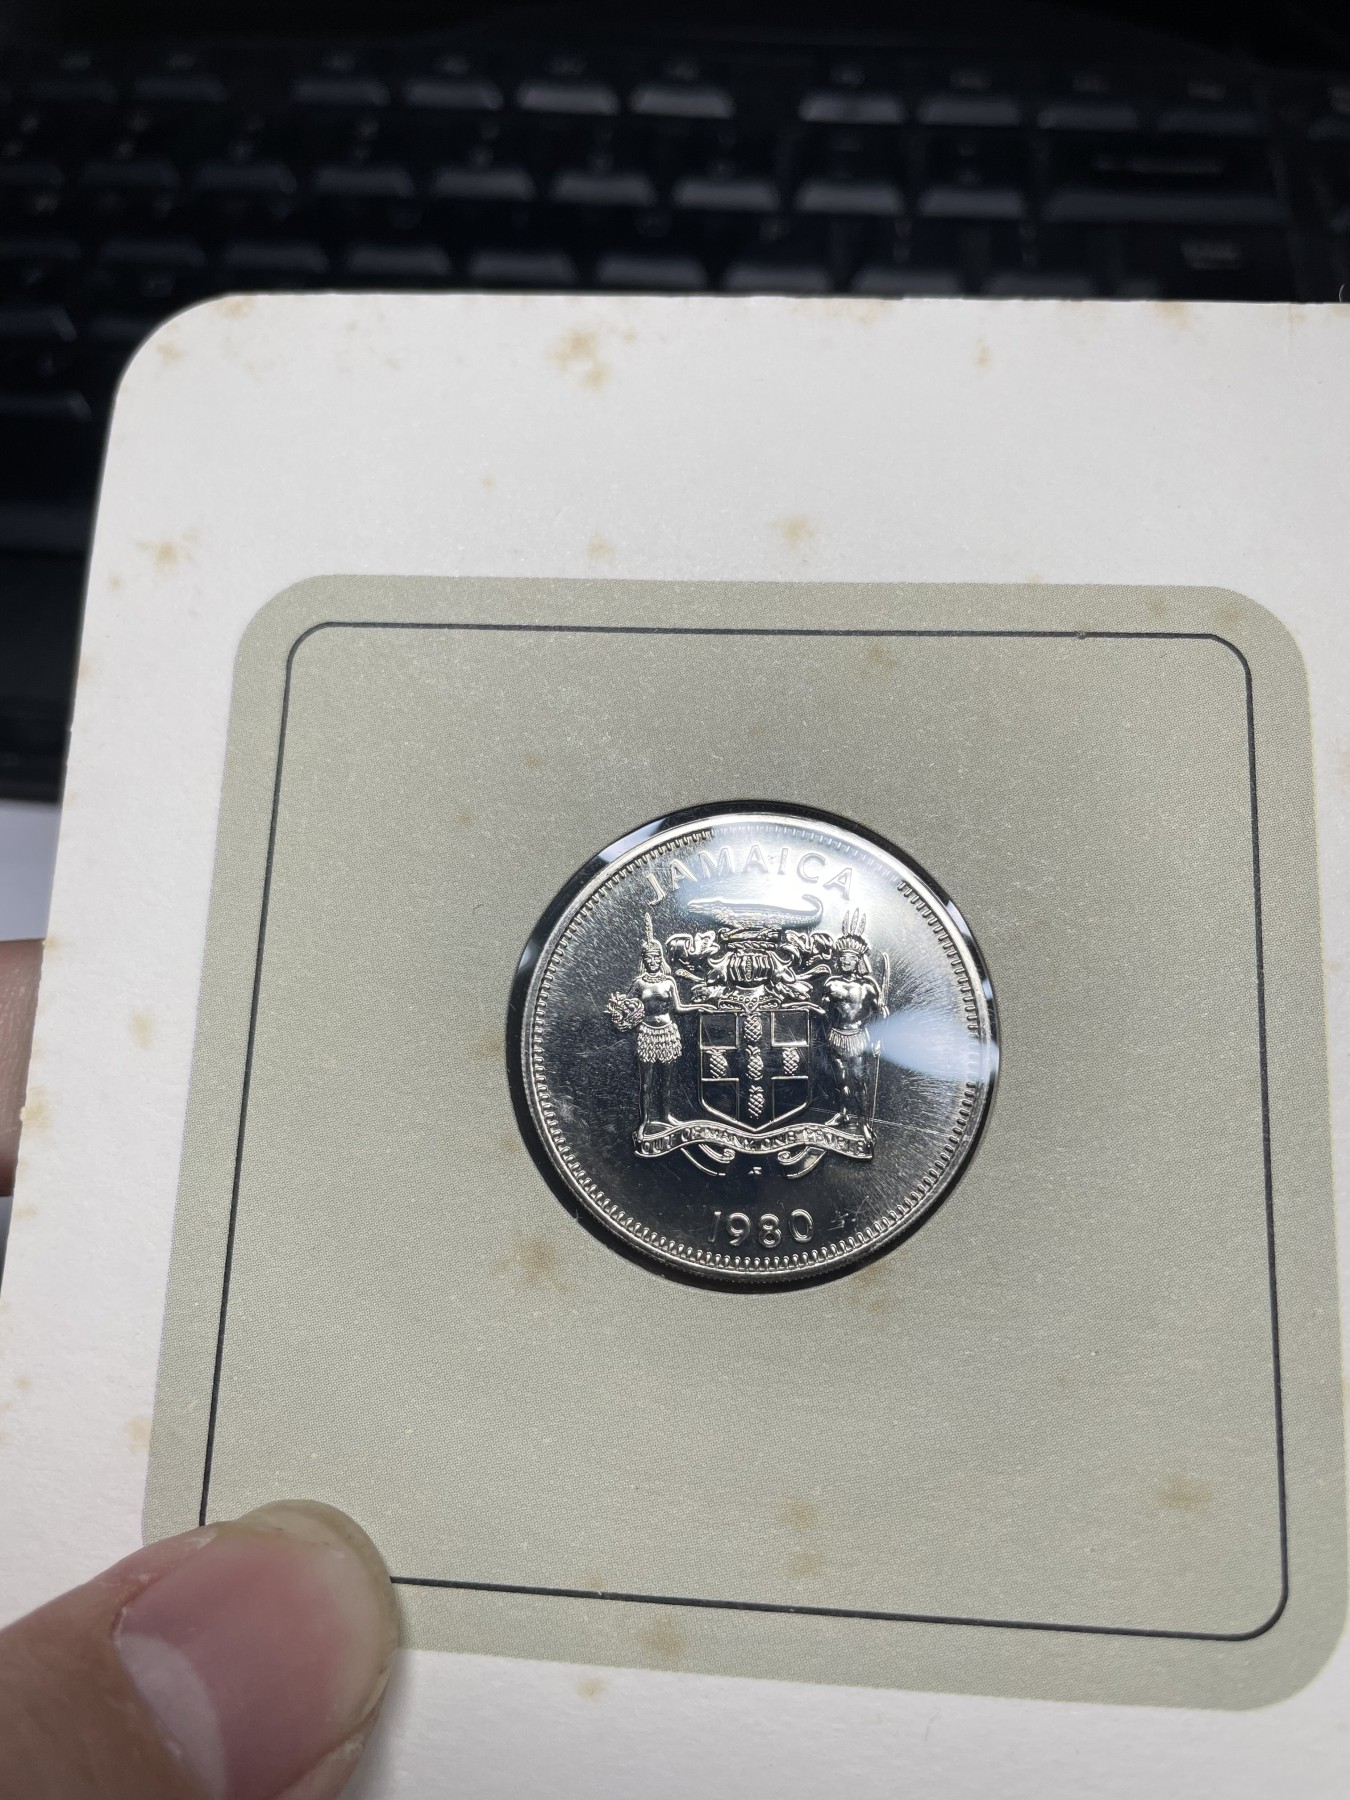 JAMAICA
OUT OF MANY ONE PEOPLE
1980